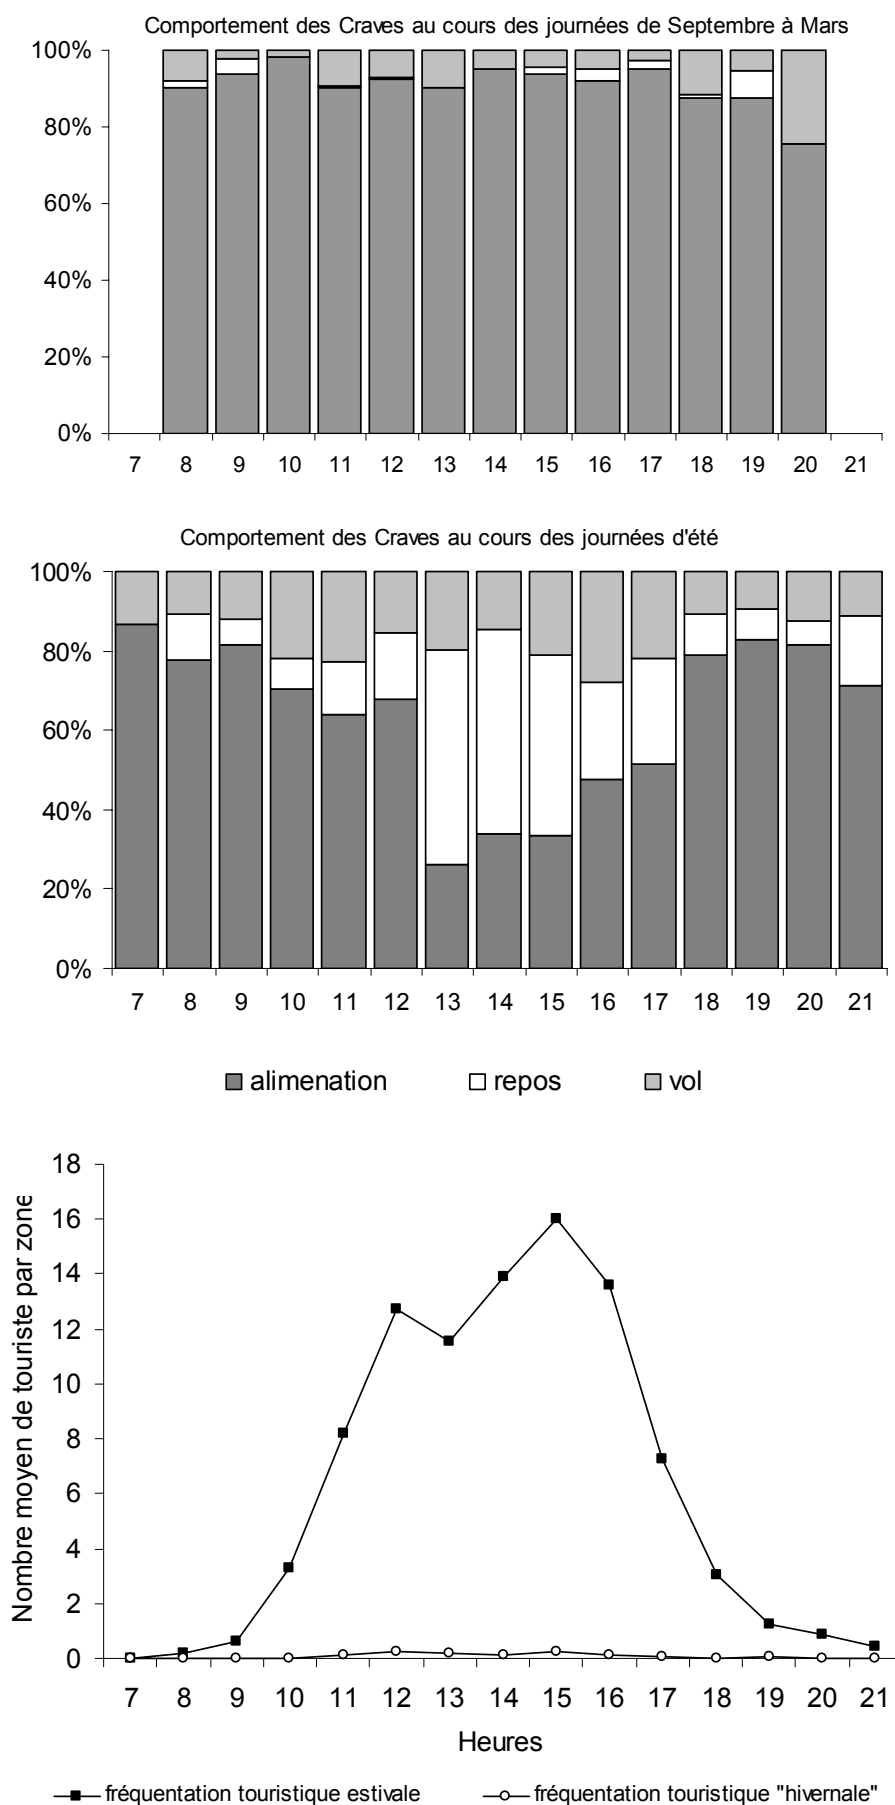 Comportement des Craves au cours des journées de Septembre à Mars
100%
80%
60%
40%
20%
0%
7 8 9 10 11 12 13 14 15 16 17 18 19 20 21
Comportement des Craves au cours des journées d'été
100%
80%
60%
40%
20%
0%
7 8 9 10 11 12 13 14 15 16 17 18 19 20 21
alimenation repos vol
Nombre moyen de touriste par zone
18
16
14
12
10
8
6
4
2
0
7 8 9 10 11 12 13 14 15 16 17 18 19 20 21
Heures
fréquentation touristique estivale fréquentation touristique "hivernale"